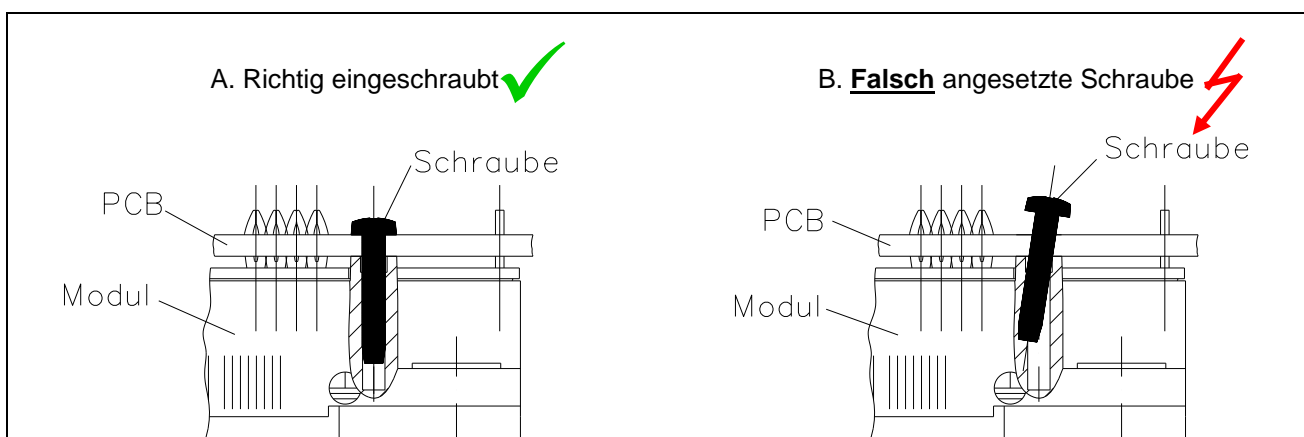 A. Richtig eingeschraubt
Schraube
PCB
Modul
B. Falsch angesetzte Schraube
Schraube
PCB
Modul